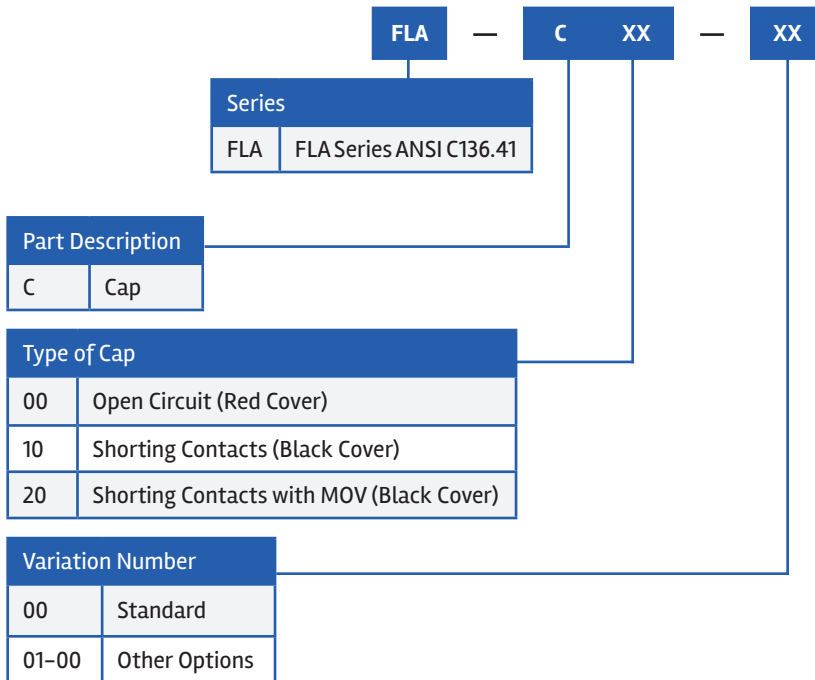 FLA — C XX — XX
Series
FLA FLA Series ANSI C136.41
Part Description
C Cap
Type of Cap
00 Open Circuit (Red Cover)
10 Shorting Contacts (Black Cover)
20 Shorting Contacts with MOV (Black Cover)
Variation Number
00 Standard
01–00 Other Options